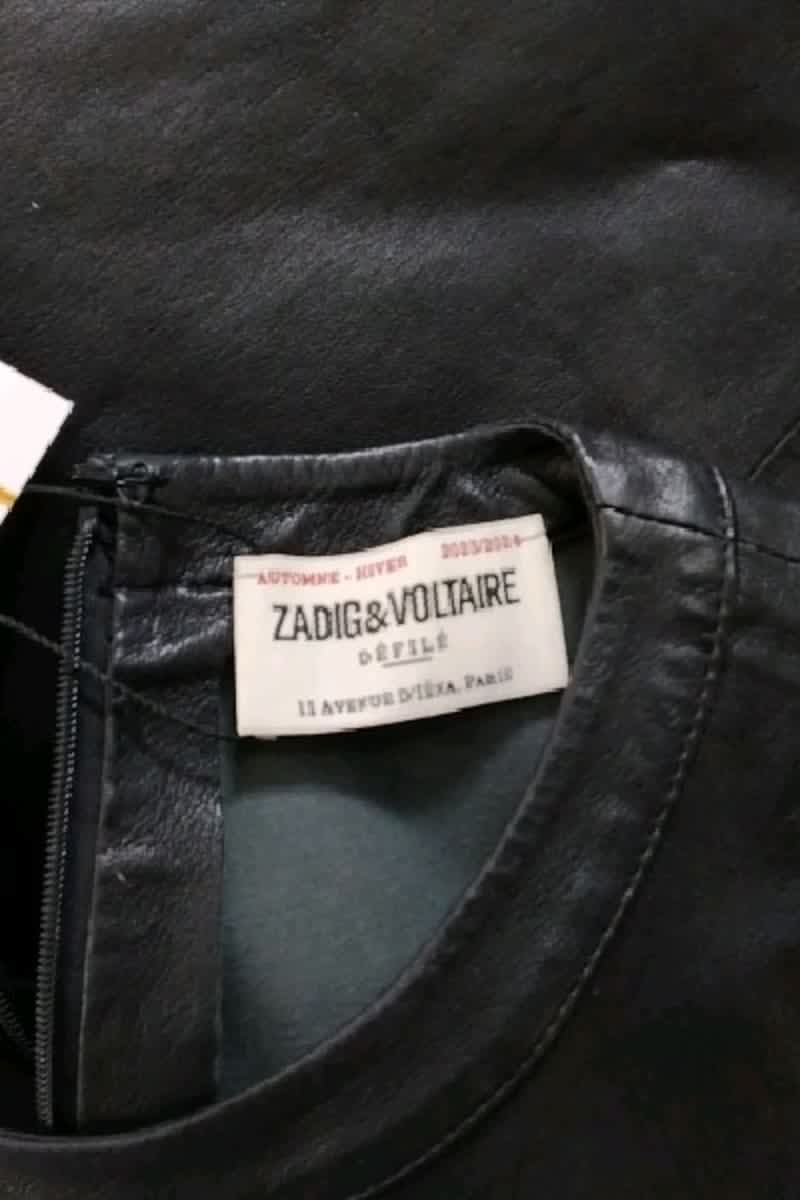 AUTOMNE - HIVER 2023/2024
ZADIG&VOLTAIRE
DÉFILÉ
11 AVENUE D'IÉNA, PARIS